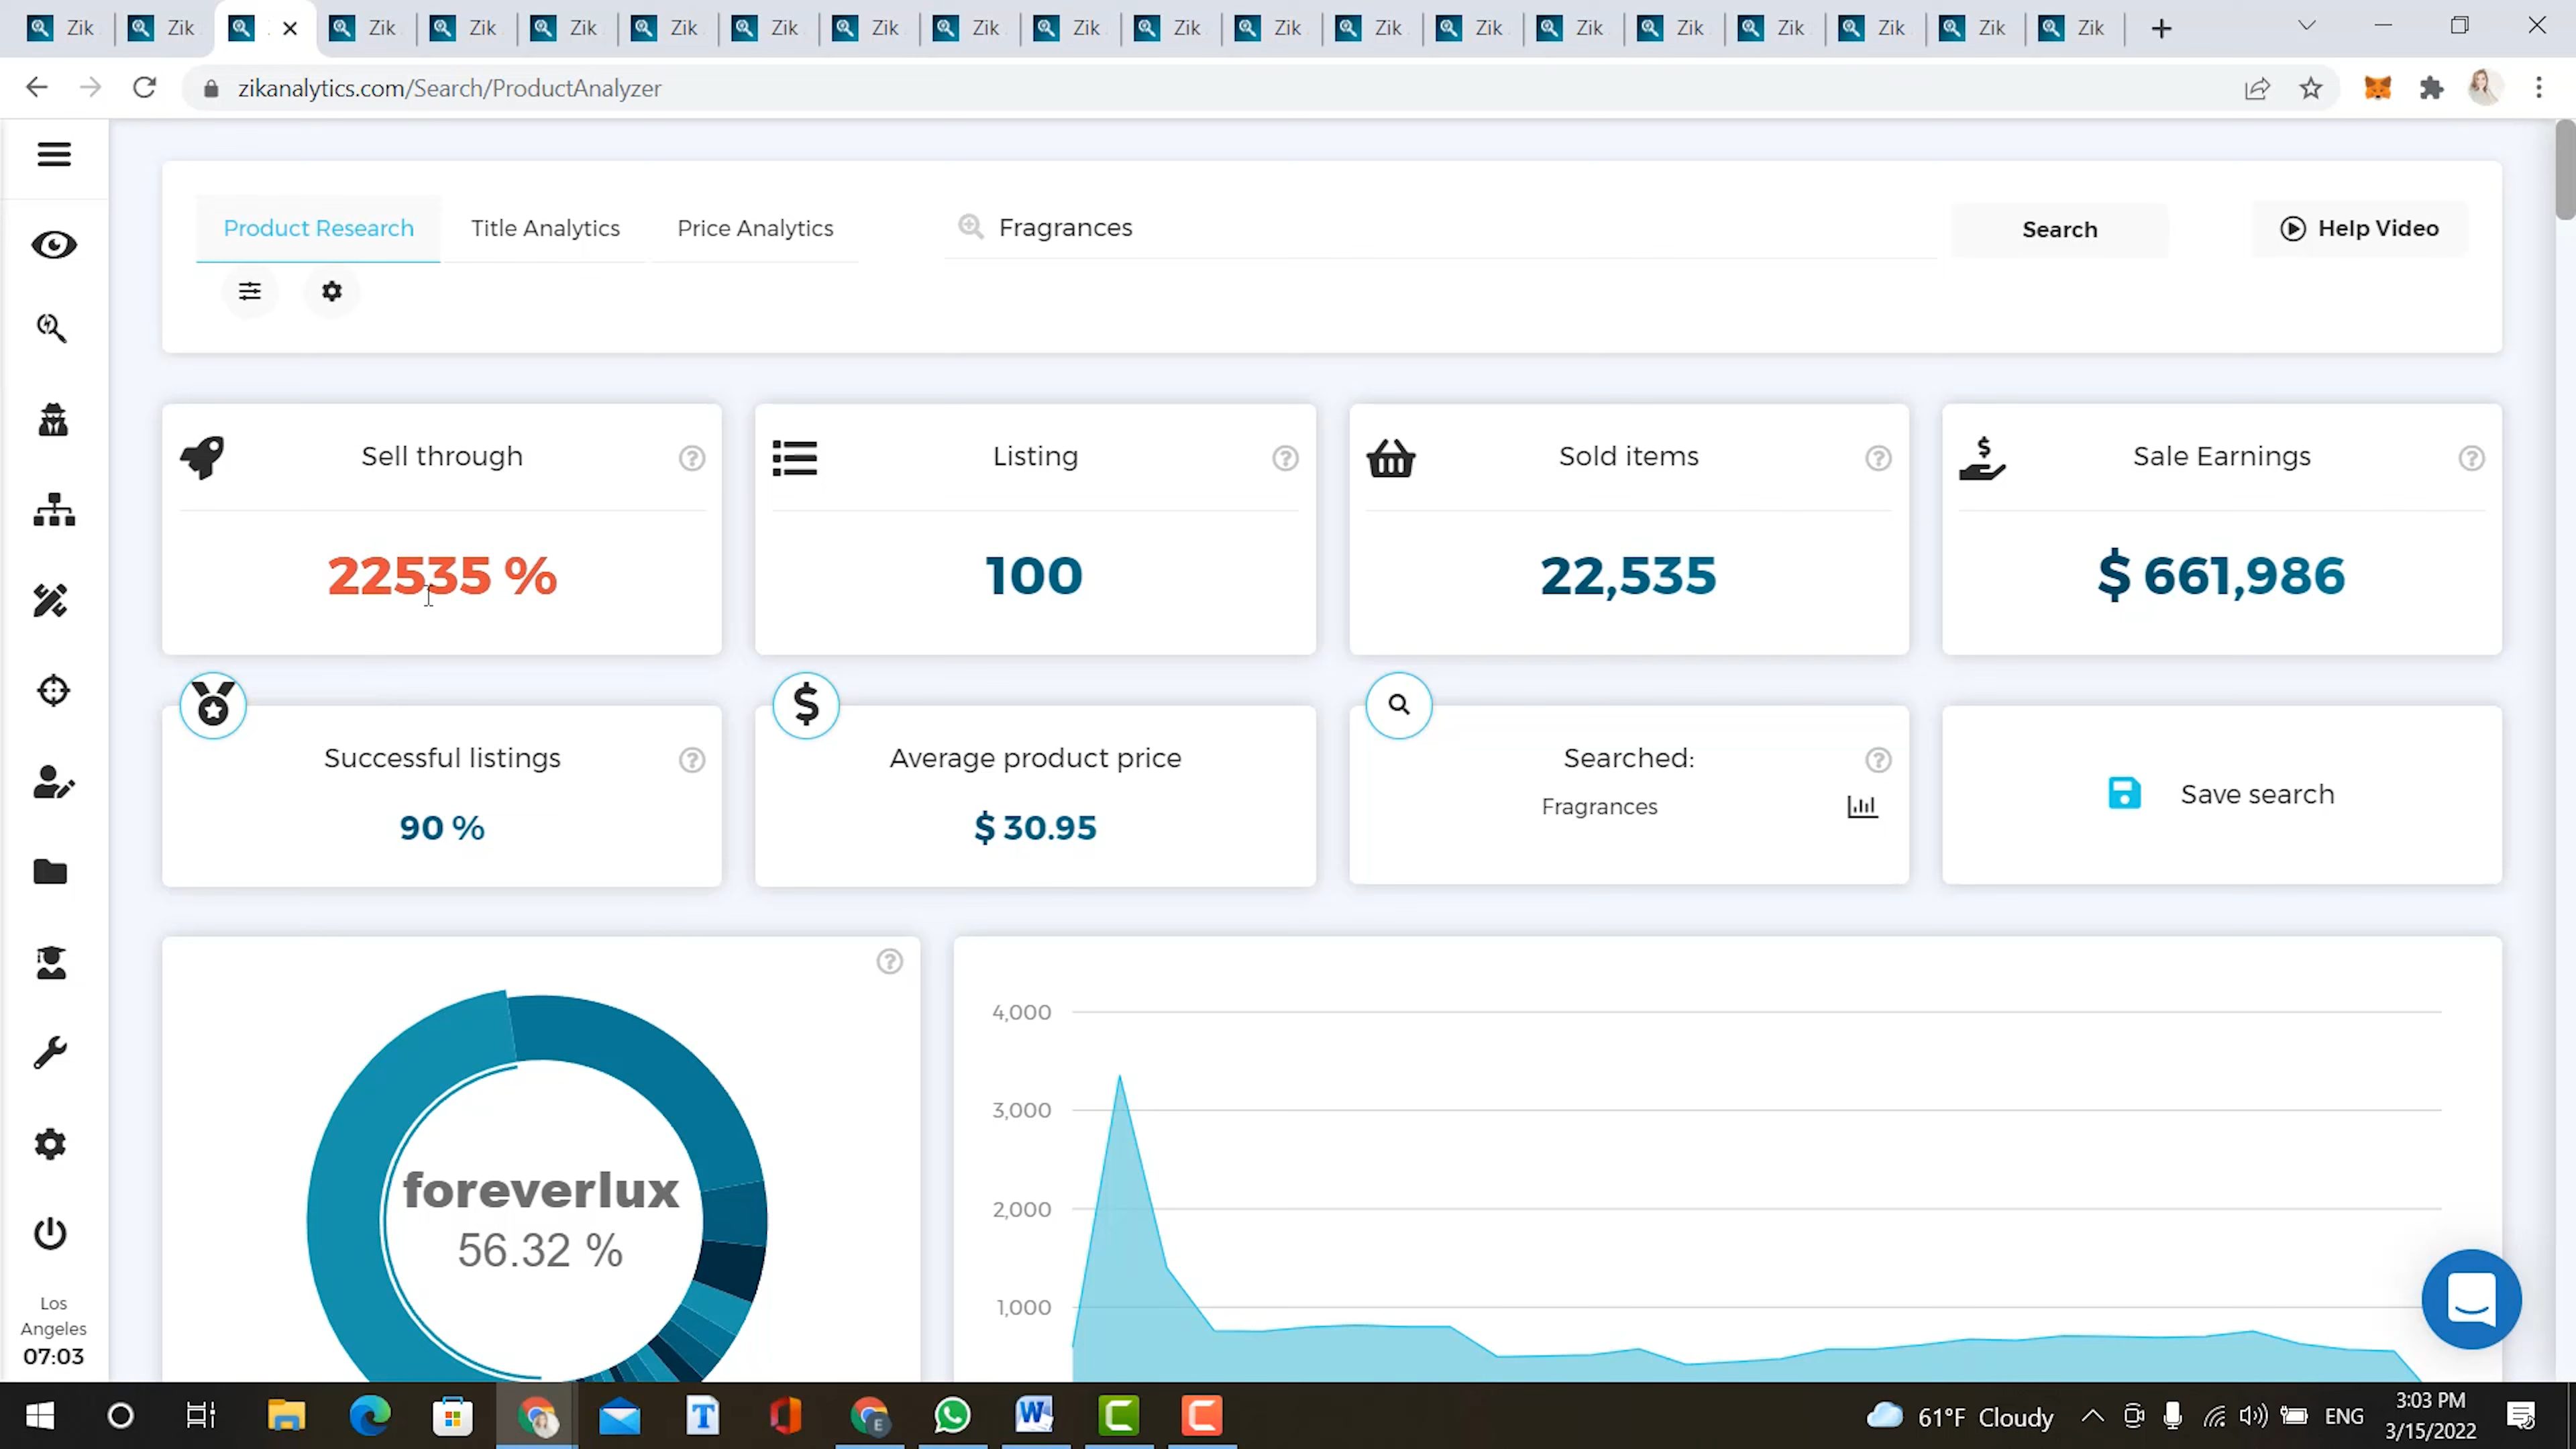 Zik Zik Zik Zik Zik Zik Zik Zik Zik Zik Zik Zik Zik Zik Zik Zik Zik Zik Zik Zik
zikanalytics.com/Search/ProductAnalyzer
Product Research Title Analytics Price Analytics Fragrances Search Help Video
Sell through Listing Sold items Sale Earnings
22535 % 100 22,535 $ 661,986
Successful listings Average product price Searched: Save search
90 % $ 30.95 Fragrances
foreverlux
56.32 %
4,000
3,000
2,000
1,000
Los
Angeles
07:03
61°F Cloudy ENG 3:03 PM
3/15/2022